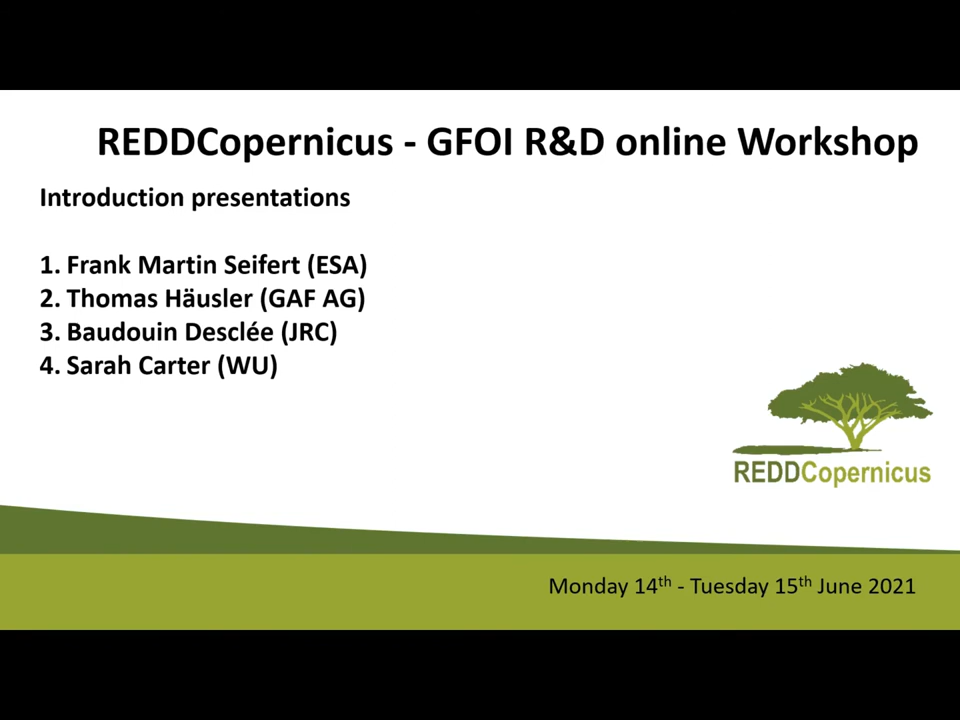 REDDCopernicus - GFOI R&D online Workshop
Introduction presentations
1. Frank Martin Seifert (ESA)
2. Thomas Häusler (GAF AG)
3. Baudouin Desclée (JRC)
4. Sarah Carter (WU)
REDDCopernicus
Monday 14th - Tuesday 15th June 2021